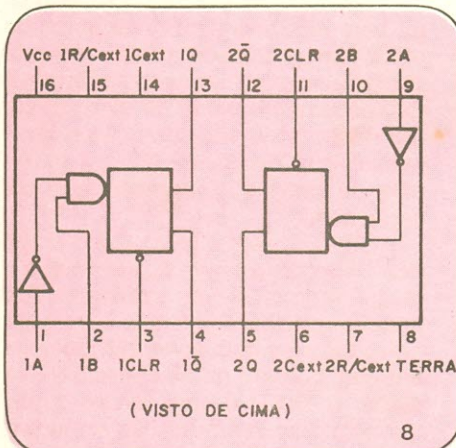 Vcc 1R/Cext 1Cext 1Q 2Q̄ 2CLR 2B 2A
16 15 14 13 12 11 10 9
1 2 3 4 5 6 7 8
1A 1B 1CLR 1Q̄ 2Q 2Cext 2R/Cext TERRA
(VISTO DE CIMA)
8